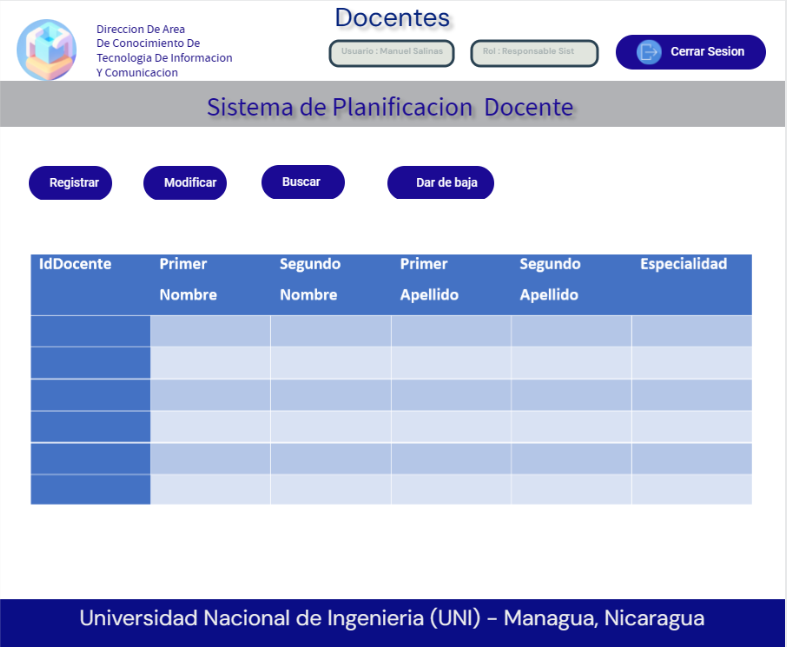 Docentes
Direccion De Area
De Conocimiento De
Tecnologia De Informacion
Y Comunicacion
Usuario : Manuel Salinas
Rol : Responsable Sist
Cerrar Sesion
Sistema de Planificacion Docente
Registrar
Modificar
Buscar
Dar de baja
IdDocente
Primer
Nombre
Segundo
Nombre
Primer
Apellido
Segundo
Apellido
Especialidad
Universidad Nacional de Ingenieria (UNI) - Managua, Nicaragua